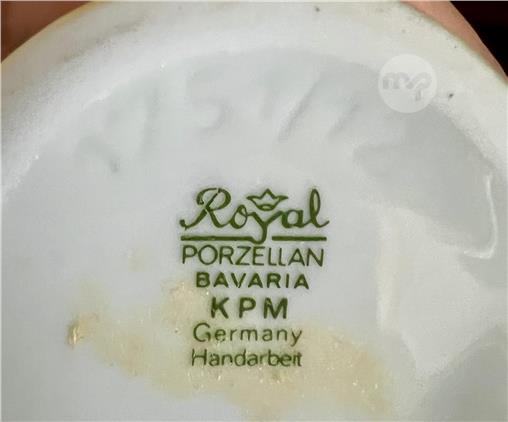 Royal
PORZELLAN
BAVARIA
KPM
Germany
Handarbeit